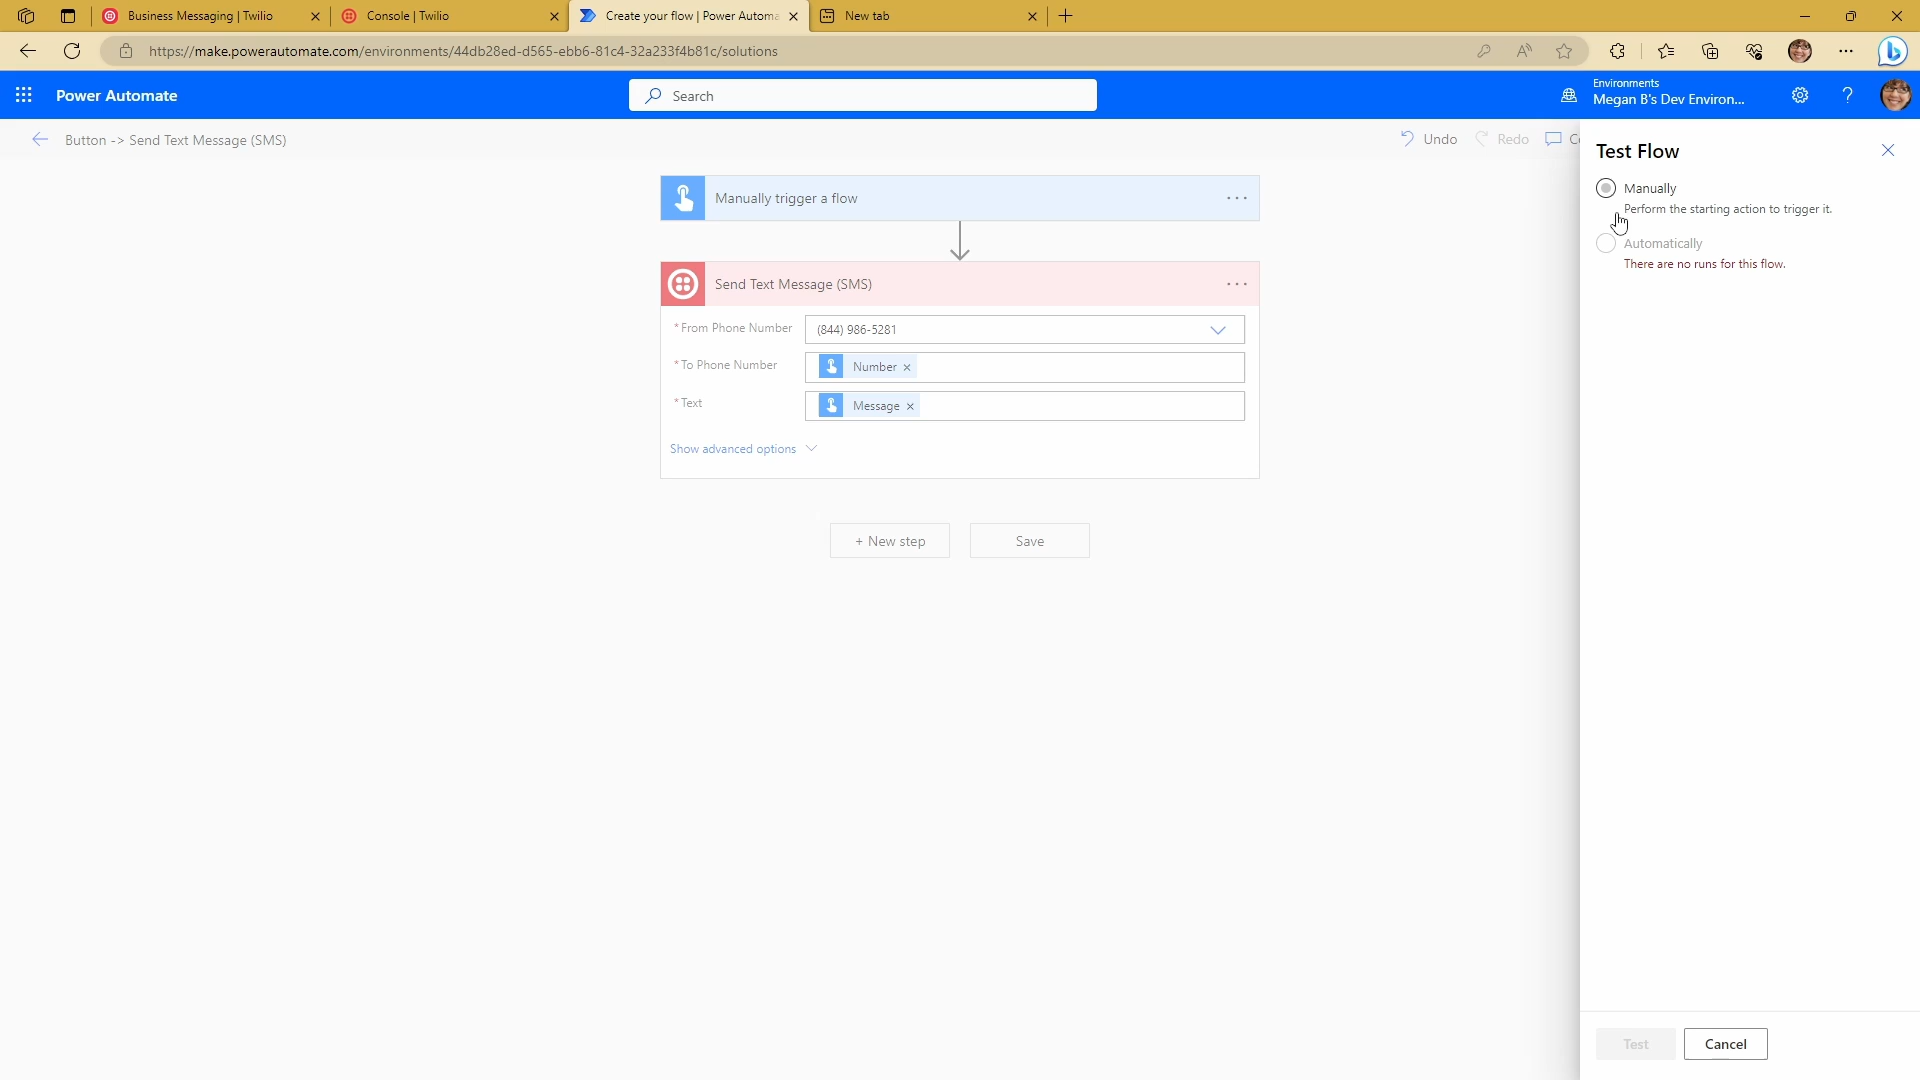 Business Messaging | Twilio
Console | Twilio
Create your flow | Power Automa
New tab
https://make.powerautomate.com/environments/44db28ed-d565-ebb6-81c4-32a233f4b81c/solutions
Power Automate
Search
Environments
Megan B's Dev Environ...
Button -> Send Text Message (SMS)
Undo
Redo
Test Flow
Manually trigger a flow
Manually
Perform the starting action to trigger it.
Automatically
There are no runs for this flow.
Send Text Message (SMS)
* From Phone Number
(844) 986-5281
* To Phone Number
Number
* Text
Message
Show advanced options
+ New step
Save
Test
Cancel